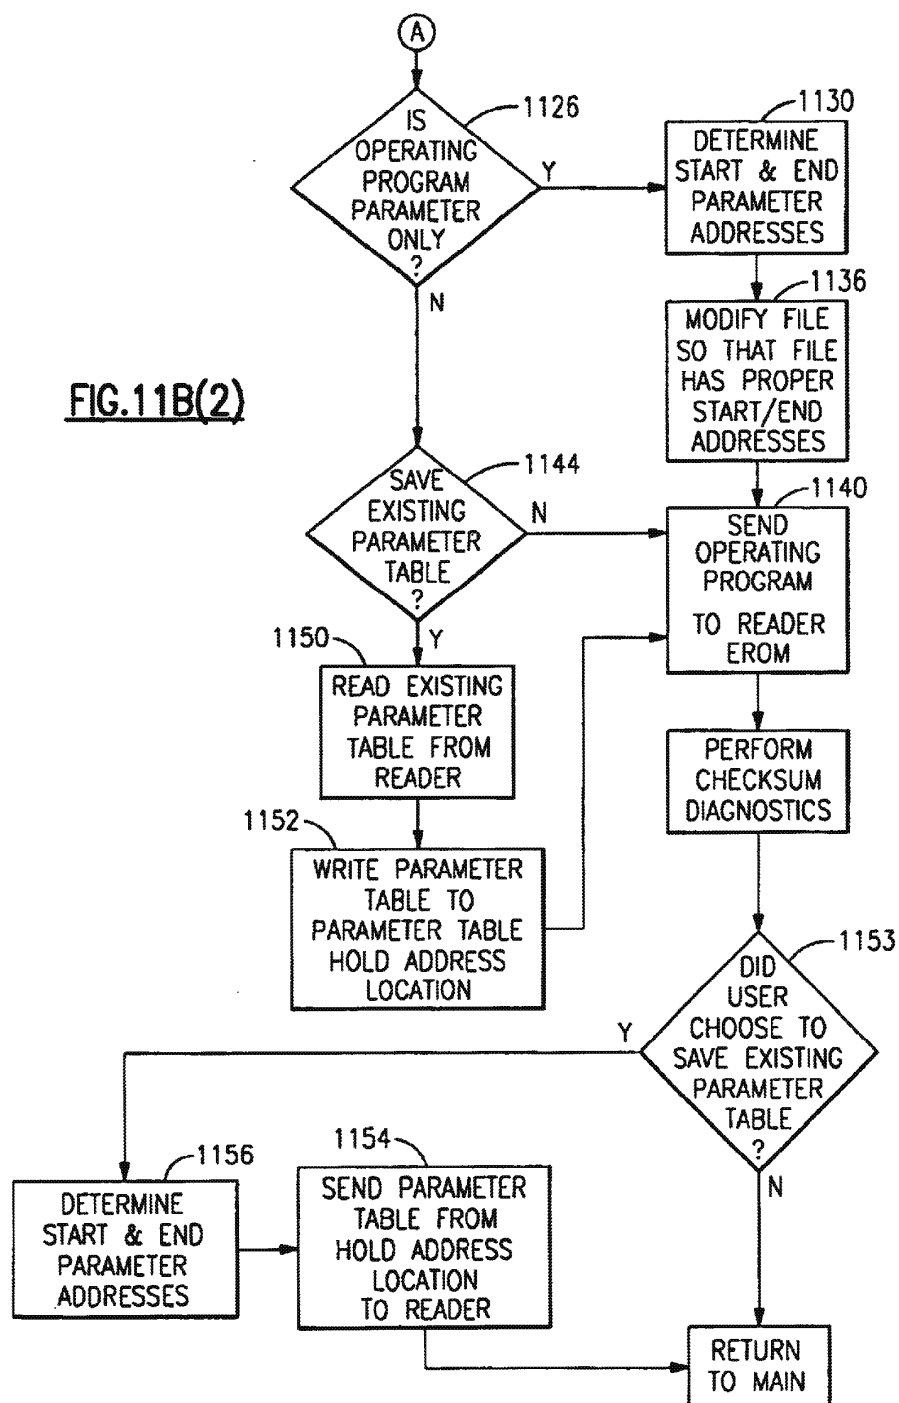 A
IS
OPERATING
PROGRAM
PARAMETER
ONLY
?
1126
Y
N
1130
DETERMINE
START & END
PARAMETER
ADDRESSES
1136
MODIFY FILE
SO THAT FILE
HAS PROPER
START/END
ADDRESSES
FIG.11B(2)
1144
SAVE
EXISTING
PARAMETER
TABLE
?
N
Y
1140
SEND
OPERATING
PROGRAM
TO READER
EROM
1150
READ EXISTING
PARAMETER
TABLE FROM
READER
PERFORM
CHECKSUM
DIAGNOSTICS
1152
WRITE PARAMETER
TABLE TO
PARAMETER TABLE
HOLD ADDRESS
LOCATION
1153
DID
USER
CHOOSE TO
SAVE EXISTING
PARAMETER
TABLE
?
Y
N
1156
DETERMINE
START & END
PARAMETER
ADDRESSES
1154
SEND PARAMETER
TABLE FROM
HOLD ADDRESS
LOCATION
TO READER
RETURN
TO MAIN